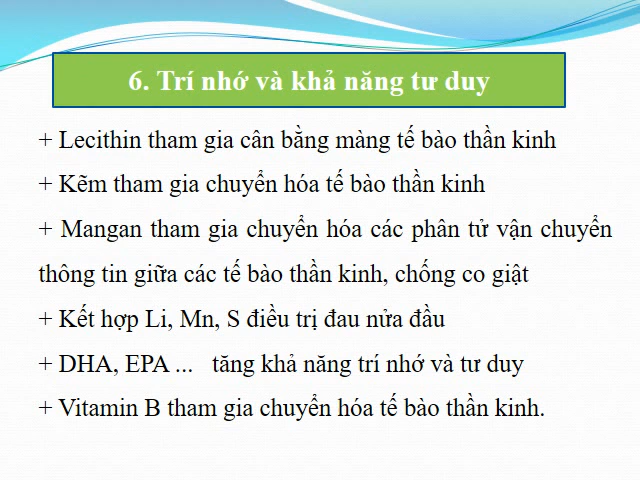 6. Trí nhớ và khả năng tư duy
+ Lecithin tham gia cân bằng màng tế bào thần kinh
+ Kẽm tham gia chuyển hóa tế bào thần kinh
+ Mangan tham gia chuyển hóa các phân tử vận chuyển
thông tin giữa các tế bào thần kinh, chống co giật
+ Kết hợp Li, Mn, S điều trị đau nửa đầu
+ DHA, EPA ... tăng khả năng trí nhớ và tư duy
+ Vitamin B tham gia chuyển hóa tế bào thần kinh.